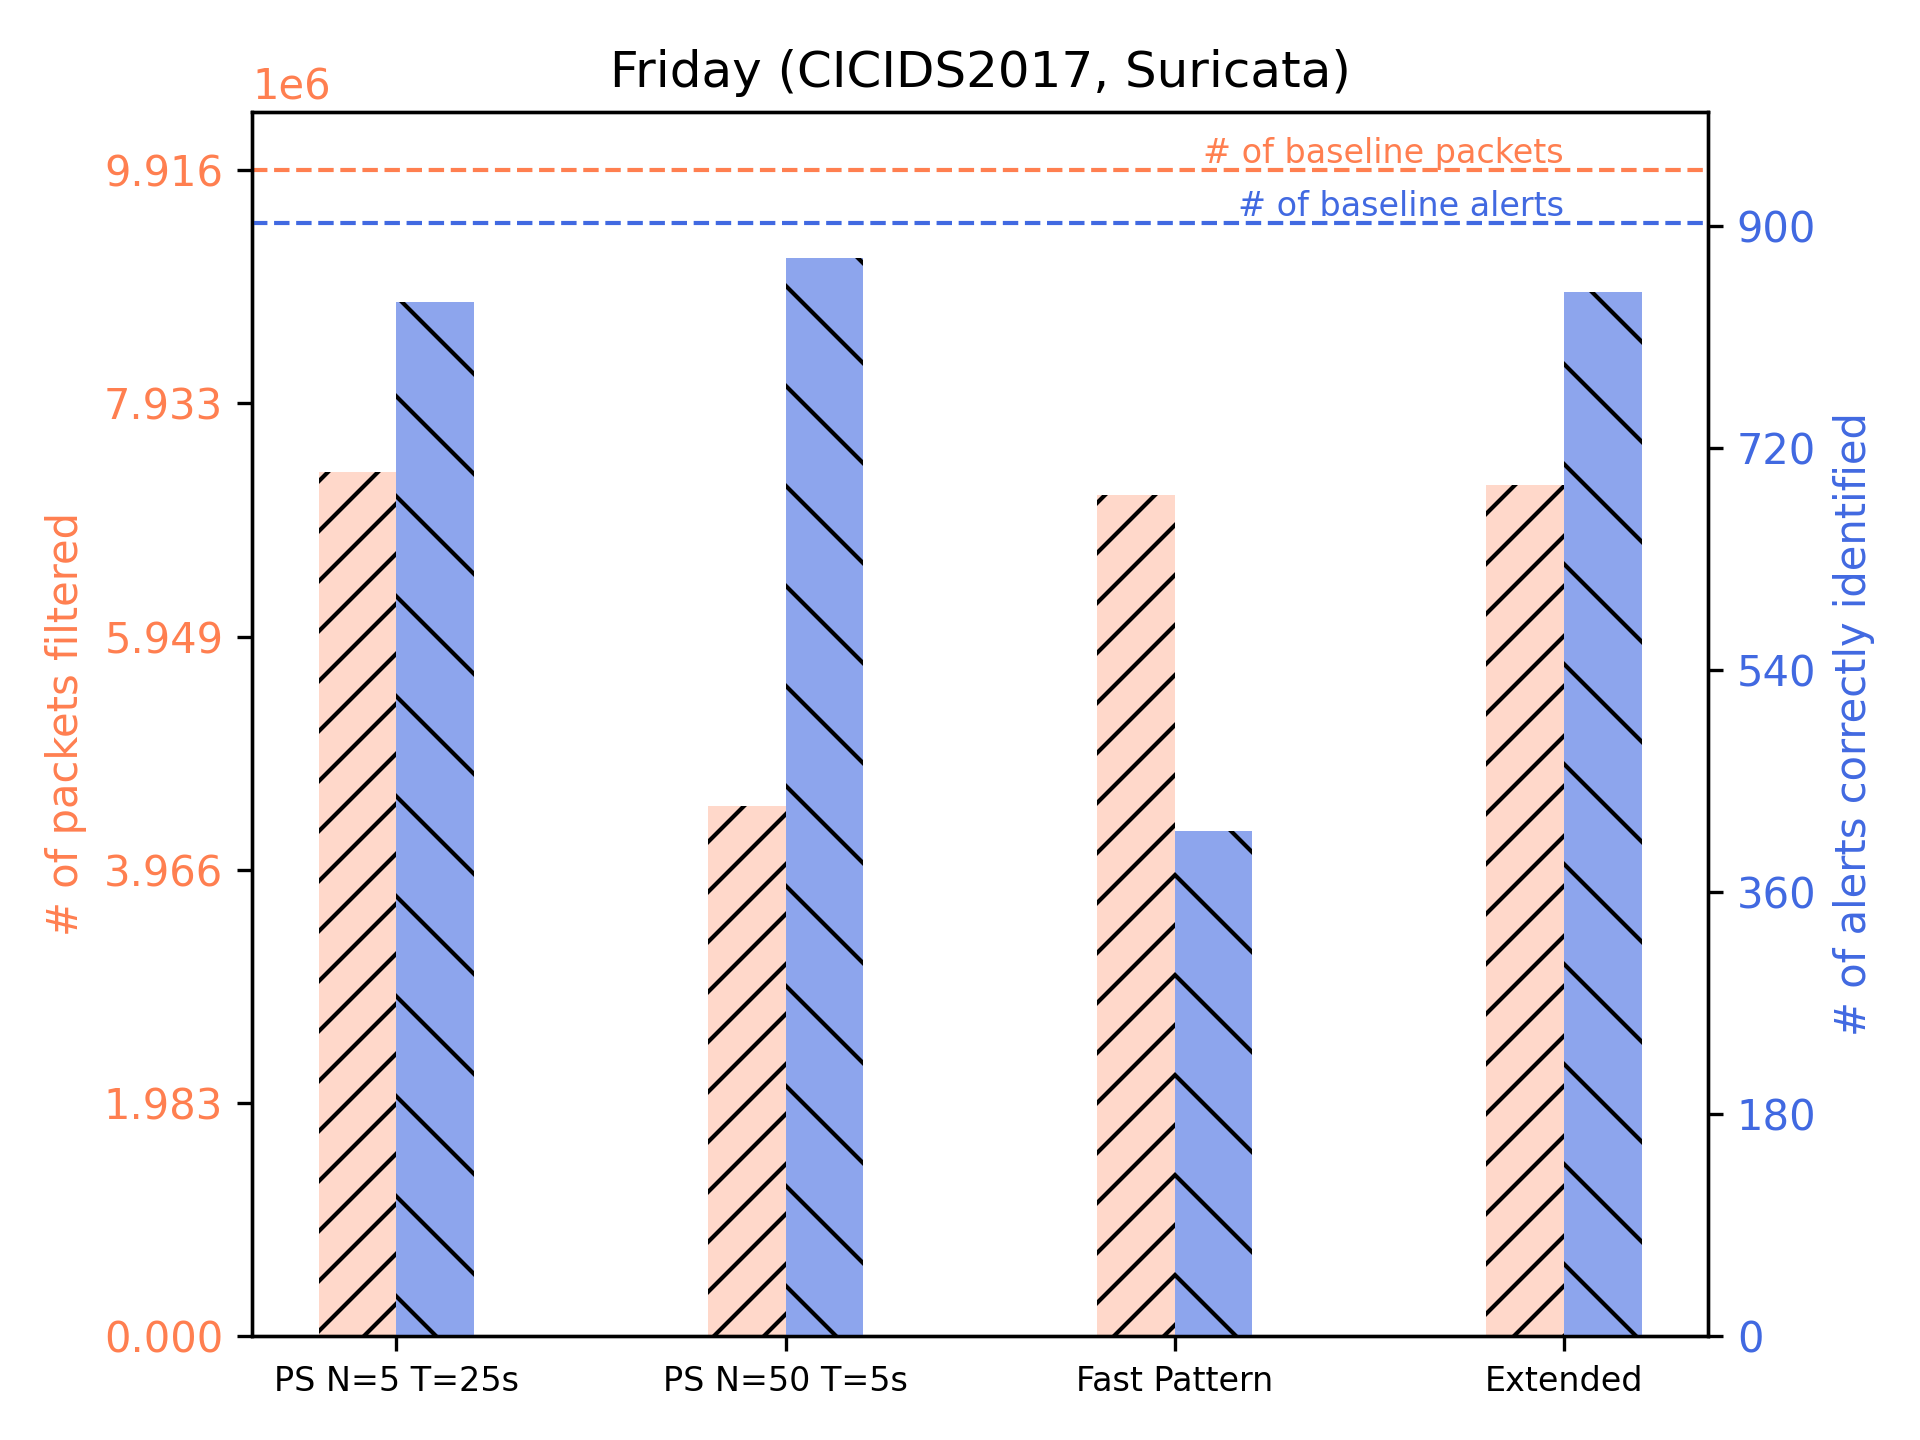 Friday (CICIDS2017, Suricata)
1e6
9.916
7.933
5.949
3.966
1.983
0.000
# of packets filtered
# of baseline packets
# of baseline alerts
900
720
540
360
180
0
# of alerts correctly identified
PS N=5 T=25s
PS N=50 T=5s
Fast Pattern
Extended